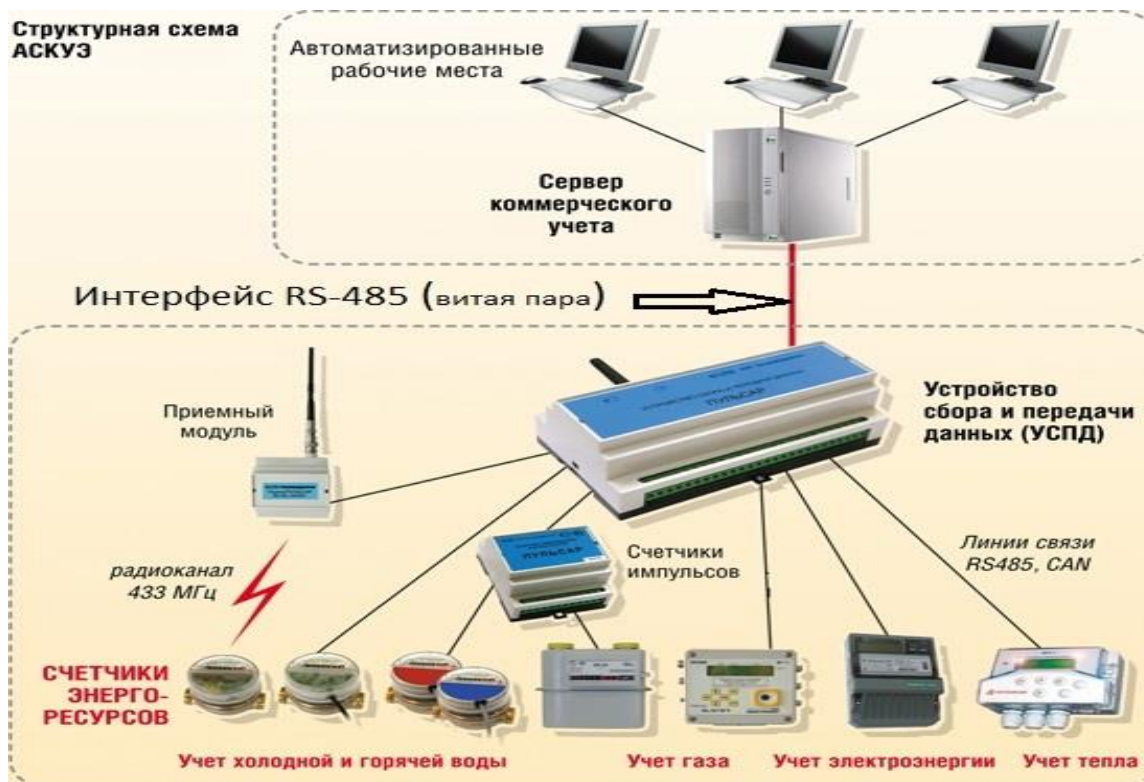 Структурная схема
АСКУЭ
Автоматизированные
рабочие места
Сервер
коммерческого
учета
Интерфейс RS-485 (витая пара)
Приемный
модуль
Устройство
сбора и передачи
данных (УСПД)
ПУЛЬСАР
радиоканал
433 МГц
ПУЛЬСАР
Счетчики
импульсов
Линии связи
RS485, CAN
СЧЕТЧИКИ
ЭНЕРГО-
РЕСУРСОВ
Учет холодной и горячей воды
Учет газа
Учет электроэнергии
Учет тепла